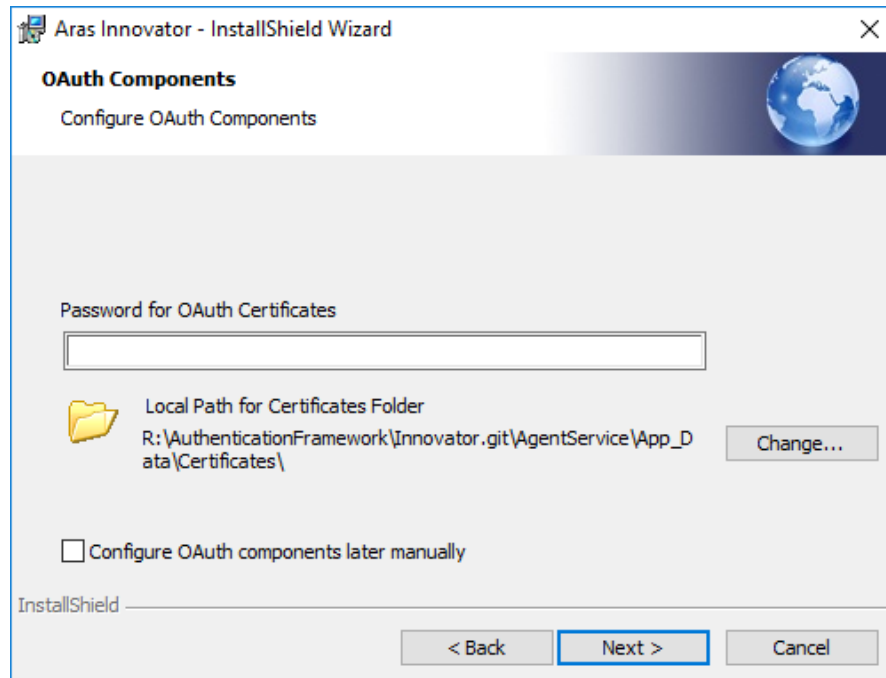 Aras Innovator - InstallShield Wizard
OAuth Components
Configure OAuth Components
Password for OAuth Certificates
Local Path for Certificates Folder
R:\AuthenticationFramework\Innovator.git\AgentService\App_D
ata\Certificates\
Change...
Configure OAuth components later manually
InstallShield
< Back
Next >
Cancel